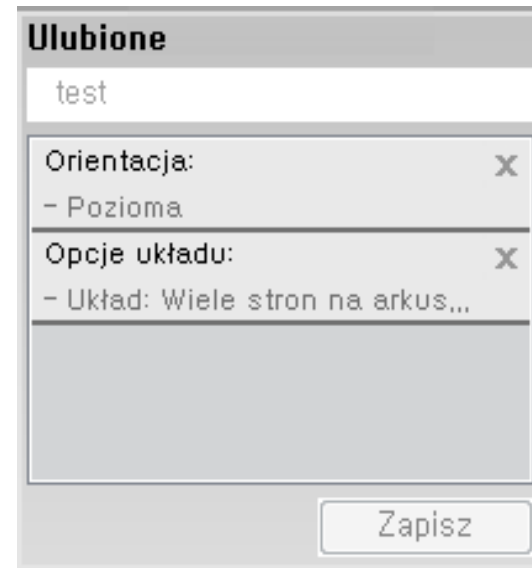 Ulubione
test
Orientacja: x
- Pozioma
Opcje układu: x
- Układ: Wiele stron na arkus,,,
Zapisz